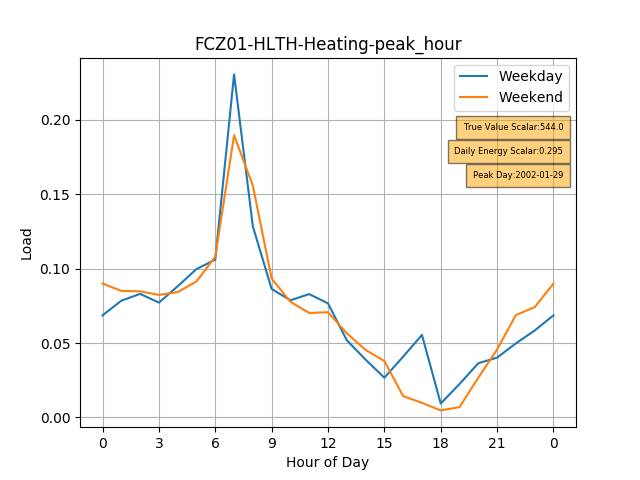 FCZ01-HLTH-Heating-peak_hour
Weekday
Weekend
True Value Scalar:544.0
Daily Energy Scalar:0.295
Peak Day:2002-01-29
0.20
0.15
0.10
0.05
0.00
Load
0 3 6 9 12 15 18 21 0
Hour of Day